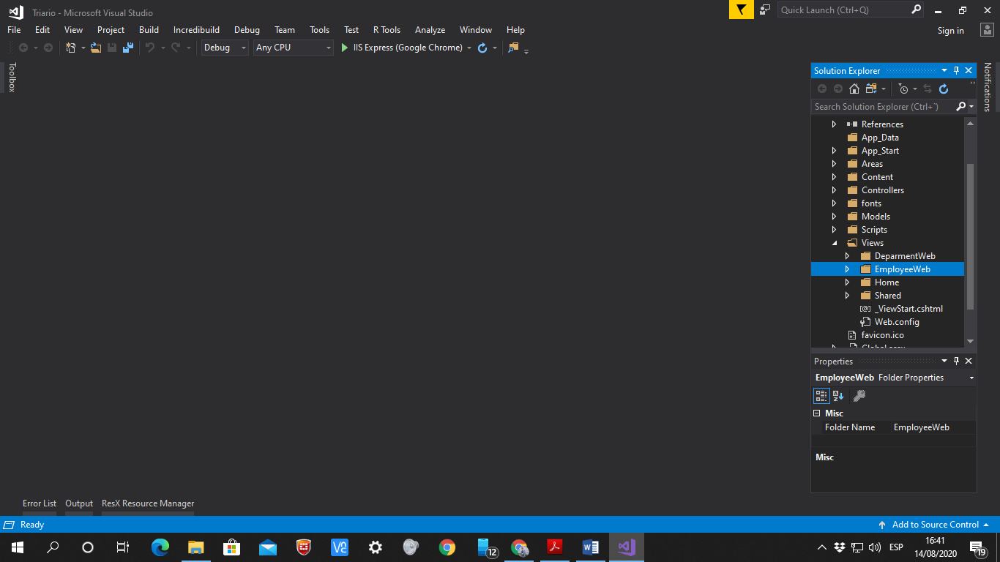 Triario - Microsoft Visual Studio
Quick Launch (Ctrl+Q)
File Edit View Project Build Incredibuild Debug Team Tools Test R Tools Analyze Window Help
Sign in
Debug Any CPU IIS Express (Google Chrome)
Toolbox
Solution Explorer
Notifications
Search Solution Explorer (Ctrl+`)
References
App_Data
App_Start
Areas
Content
Controllers
fonts
Models
Scripts
Views
DeparmentWeb
EmployeeWeb
Home
Shared
_ViewStart.cshtml
Web.config
favicon.ico
Properties
EmployeeWeb Folder Properties
Misc
Folder Name EmployeeWeb
Misc
Error List Output ResX Resource Manager
Ready
Add to Source Control
12
ESP
16:41
14/08/2020
19